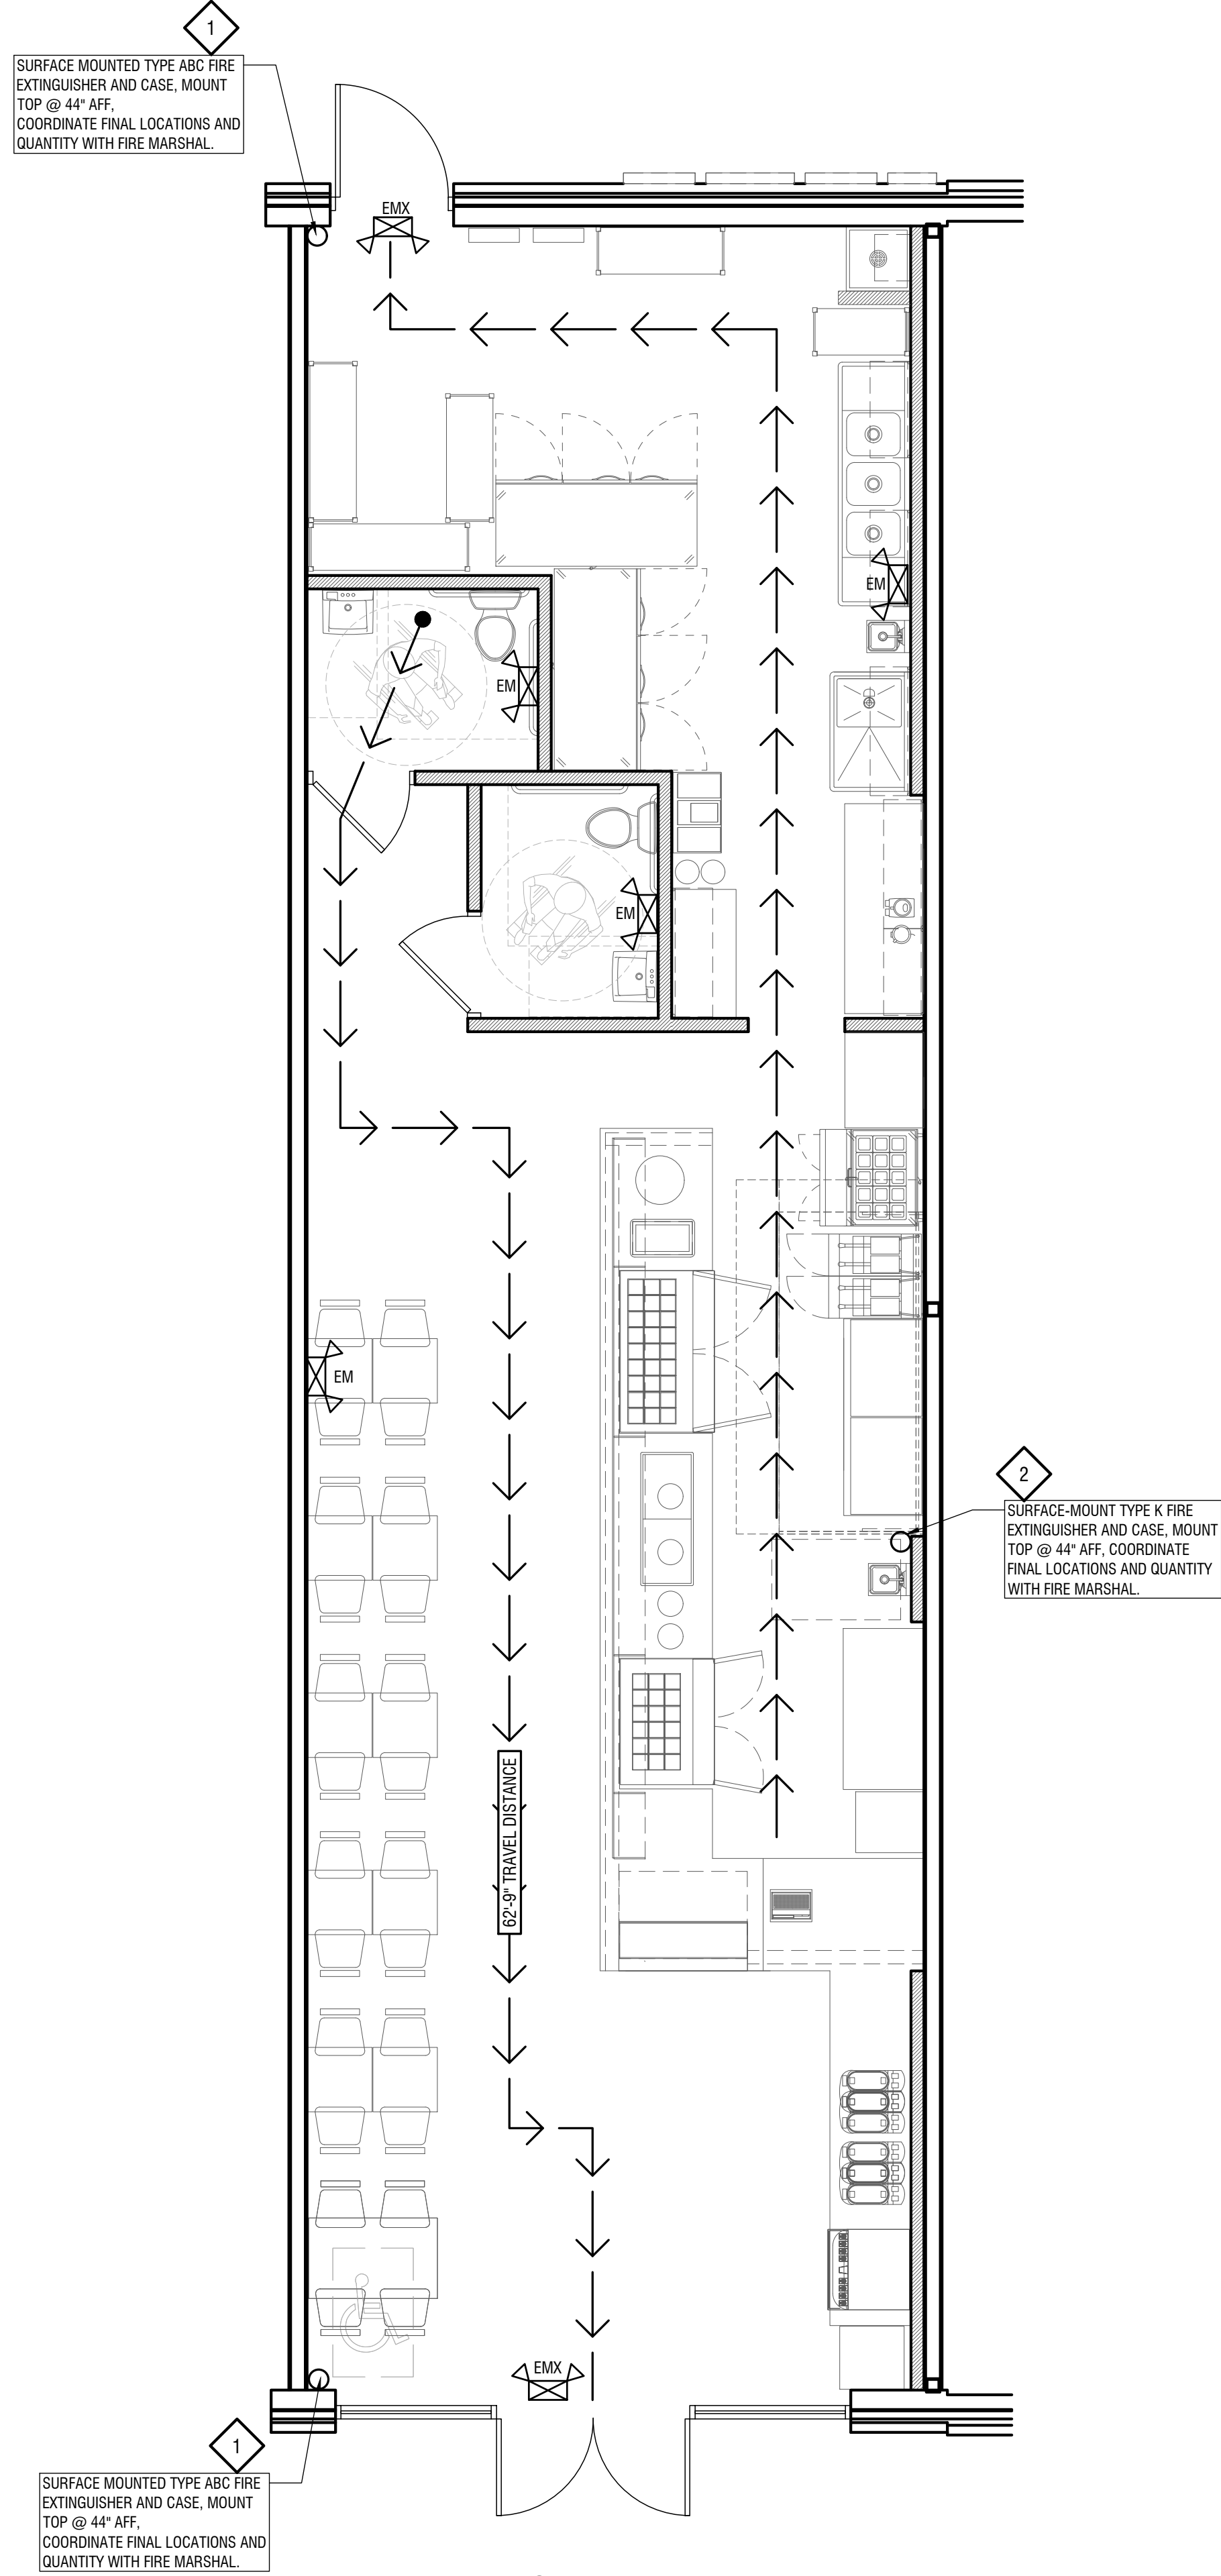 1
SURFACE MOUNTED TYPE ABC FIRE
EXTINGUISHER AND CASE, MOUNT
TOP @ 44" AFF,
COORDINATE FINAL LOCATIONS AND
QUANTITY WITH FIRE MARSHAL.
EMX
EM
EM
EM
EM
2
SURFACE-MOUNT TYPE K FIRE
EXTINGUISHER AND CASE, MOUNT
TOP @ 44" AFF, COORDINATE
FINAL LOCATIONS AND QUANTITY
WITH FIRE MARSHAL.
62'-9" TRAVEL DISTANCE
EMX
1
SURFACE MOUNTED TYPE ABC FIRE
EXTINGUISHER AND CASE, MOUNT
TOP @ 44" AFF,
COORDINATE FINAL LOCATIONS AND
QUANTITY WITH FIRE MARSHAL.